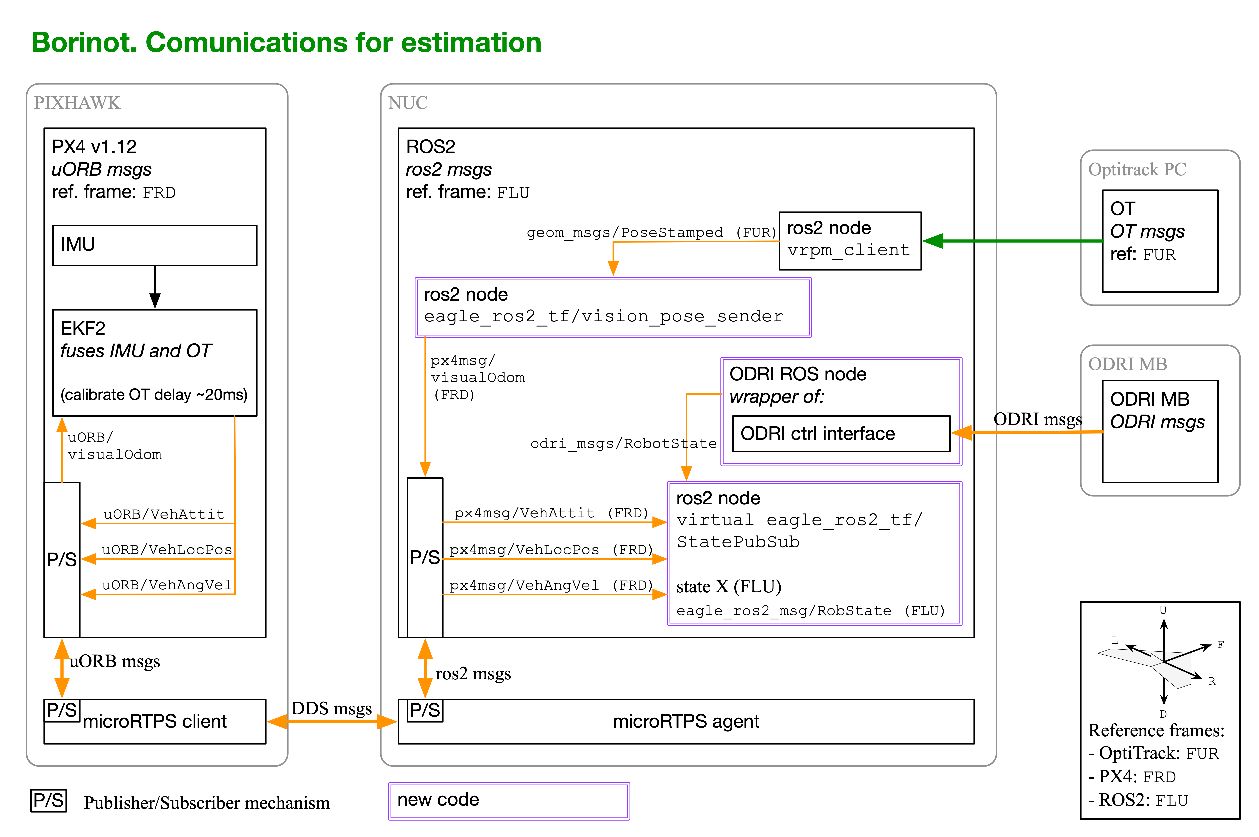 Borinot. Comunications for estimation
PIXHAWK
PX4 v1.12
uORB msgs
ref. frame: FRD
IMU
EKF2
fuses IMU and OT
(calibrate OT delay ~20ms)
uORB/
visualOdom
uORB/VehAttit
uORB/VehLocPos
uORB/VehAngVel
P/S
uORB msgs
P/S
microRTPS client
DDS msgs
NUC
ROS2
ros2 msgs
ref. frame: FLU
geom_msgs/PoseStamped (FUR)
ros2 node
vrpm_client
ros2 node
eagle_ros2_tf/vision_pose_sender
px4msg/
visualOdom
(FRD)
ODRI ROS node
wrapper of:
ODRI ctrl interface
odri_msgs/RobotState
P/S
px4msg/VehAttit (FRD)
px4msg/VehLocPos (FRD)
px4msg/VehAngVel (FRD)
ros2 node
virtual eagle_ros2_tf/
StatePubSub
state X (FLU)
eagle_ros2_msg/RobState (FLU)
ros2 msgs
P/S
microRTPS agent
Optitrack PC
OT
OT msgs
ref: FUR
ODRI MB
ODRI MB
ODRI msgs
ODRI msgs
U
L
F
R
D
Reference frames:
- OptiTrack: FUR
- PX4: FRD
- ROS2: FLU
P/S
Publisher/Subscriber mechanism
new code